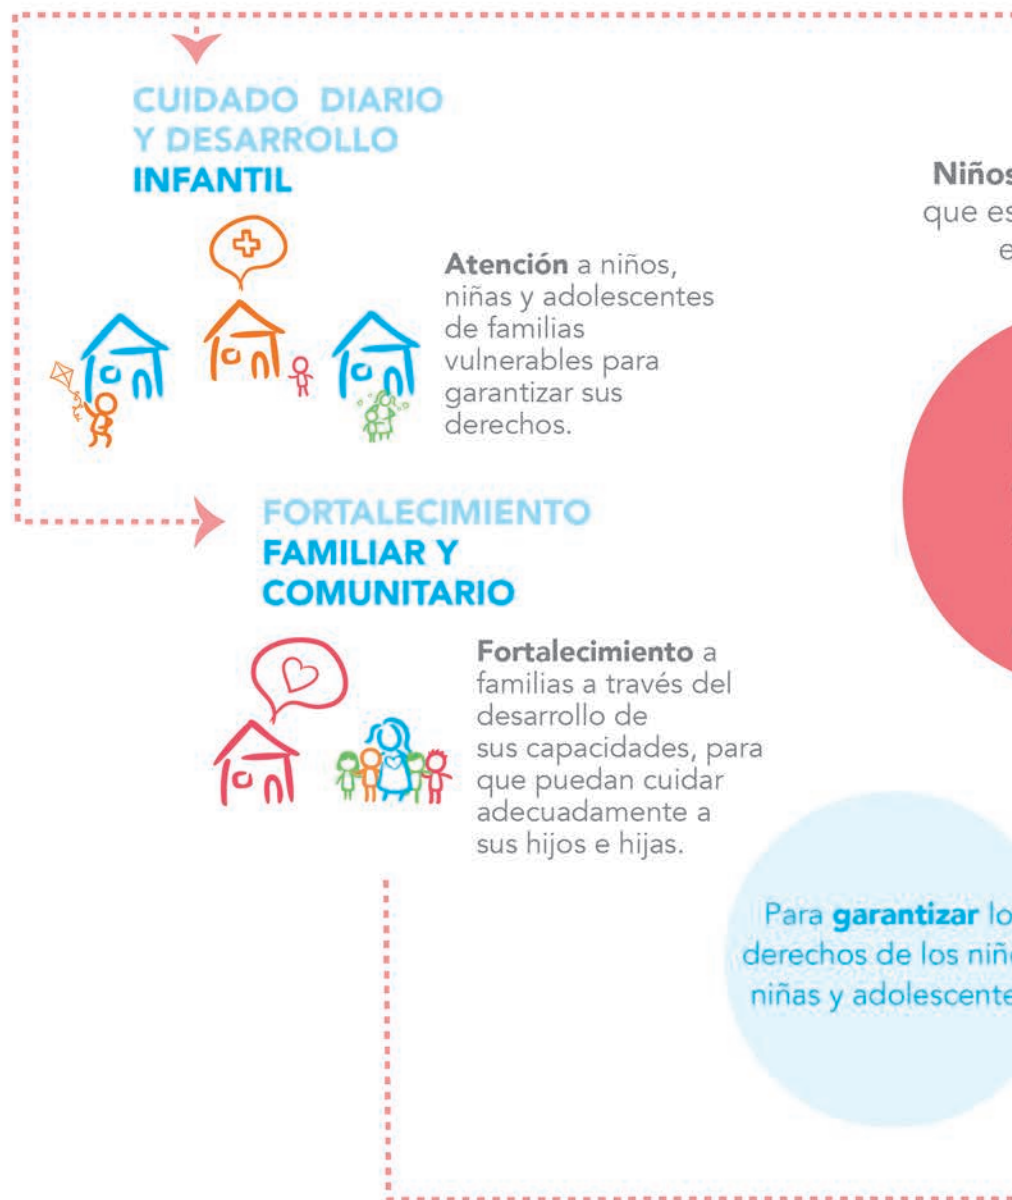 CUIDADO DIARIO
Y DESARROLLO
INFANTIL
Atención a niños,
niñas y adolescentes
de familias
vulnerables para
garantizar sus
derechos.
FORTALECIMIENTO
FAMILIAR Y
COMUNITARIO
Fortalecimiento a
familias a través del
desarrollo de
sus capacidades, para
que puedan cuidar
adecuadamente a
sus hijos e hijas.
Niños
que
Para garantizar
derechos de los
niñas y